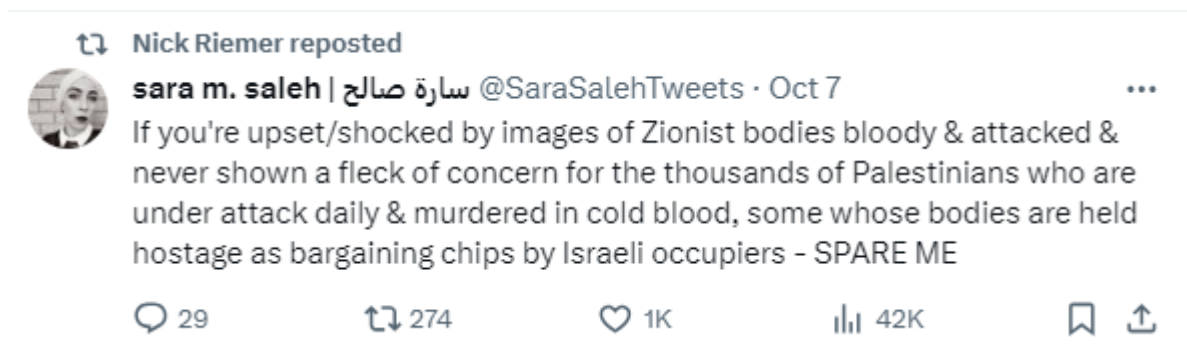 Nick Riemer reposted
sara m. saleh | سارة صالح @SaraSalehTweets · Oct 7
If you're upset/shocked by images of Zionist bodies bloody & attacked &
never shown a fleck of concern for the thousands of Palestinians who are
under attack daily & murdered in cold blood, some whose bodies are held
hostage as bargaining chips by Israeli occupiers - SPARE ME
29 274 1K 42K